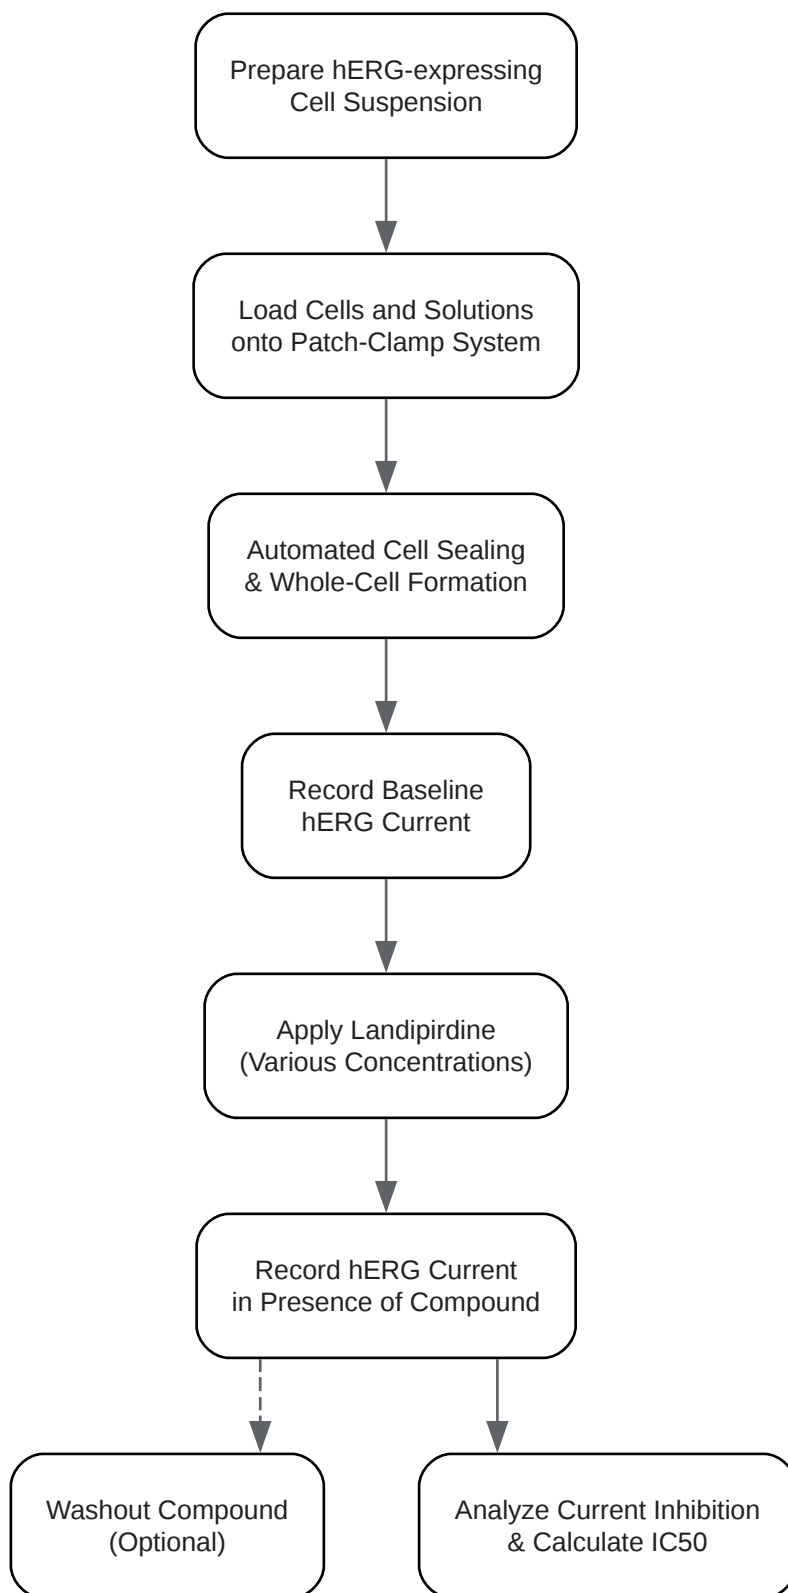 Prepare hERG-expressing
Cell Suspension
Load Cells and Solutions
onto Patch-Clamp System
Automated Cell Sealing
& Whole-Cell Formation
Record Baseline
hERG Current
Apply Landipirdine
(Various Concentrations)
Record hERG Current
in Presence of Compound
Washout Compound
(Optional)
Analyze Current Inhibition
& Calculate IC50